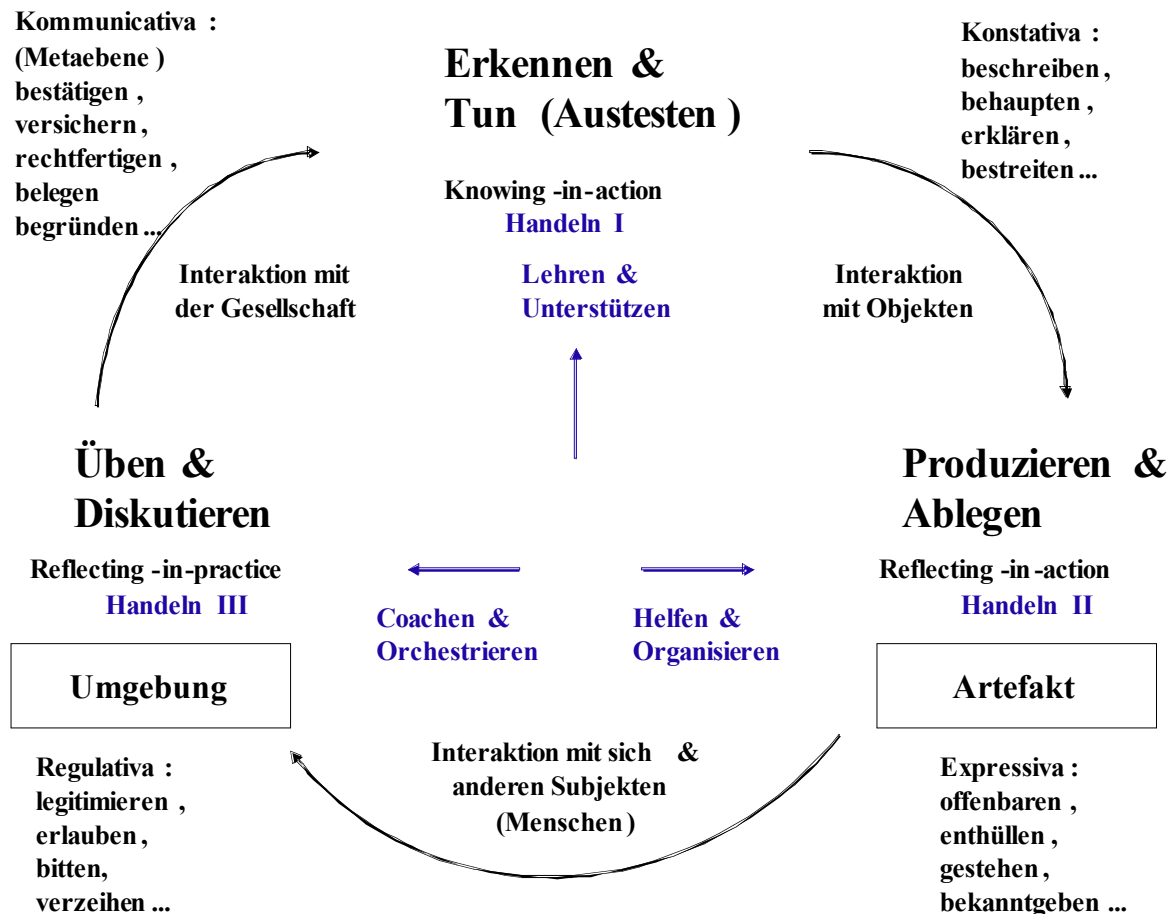 Kommunicativa :
(Metaebene )
bestätigen ,
versichern ,
rechtfertigen ,
belegen
begründen ...
Erkennen &
Tun (Austesten )
Konstativa :
beschreiben ,
behaupten ,
erklären ,
bestreiten ...
Knowing -in-action
Handeln I
Interaktion mit
der Gesellschaft
Lehren &
Unterstützen
Interaktion
mit Objekten
Üben &
Diskutieren
Reflecting -in-practice
Handeln III
Umgebung
Produzieren &
Ablegen
Reflecting -in -action
Handeln II
Artefakt
Coachen &
Orchestrieren
Helfen &
Organisieren
Interaktion mit sich &
anderen Subjekten
(Menschen )
Regulativa :
legitimieren ,
erlauben ,
bitten,
verzeihen ...
Expressiva :
offenbaren ,
enthüllen ,
gestehen ,
bekanntgeben ...